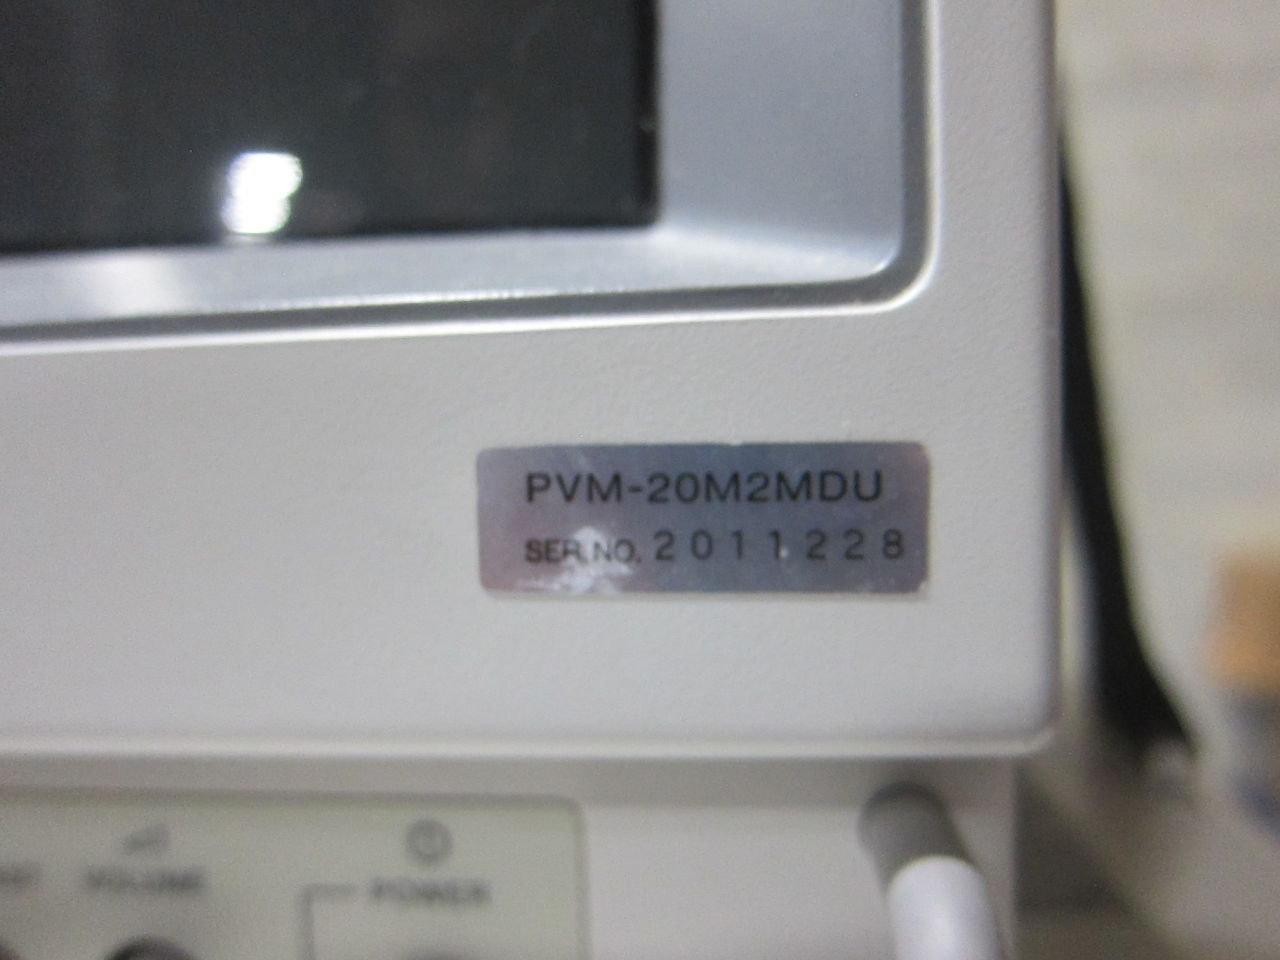 PVM-20M2MDU
SER.NO. 2011228
VOLUME
POWER